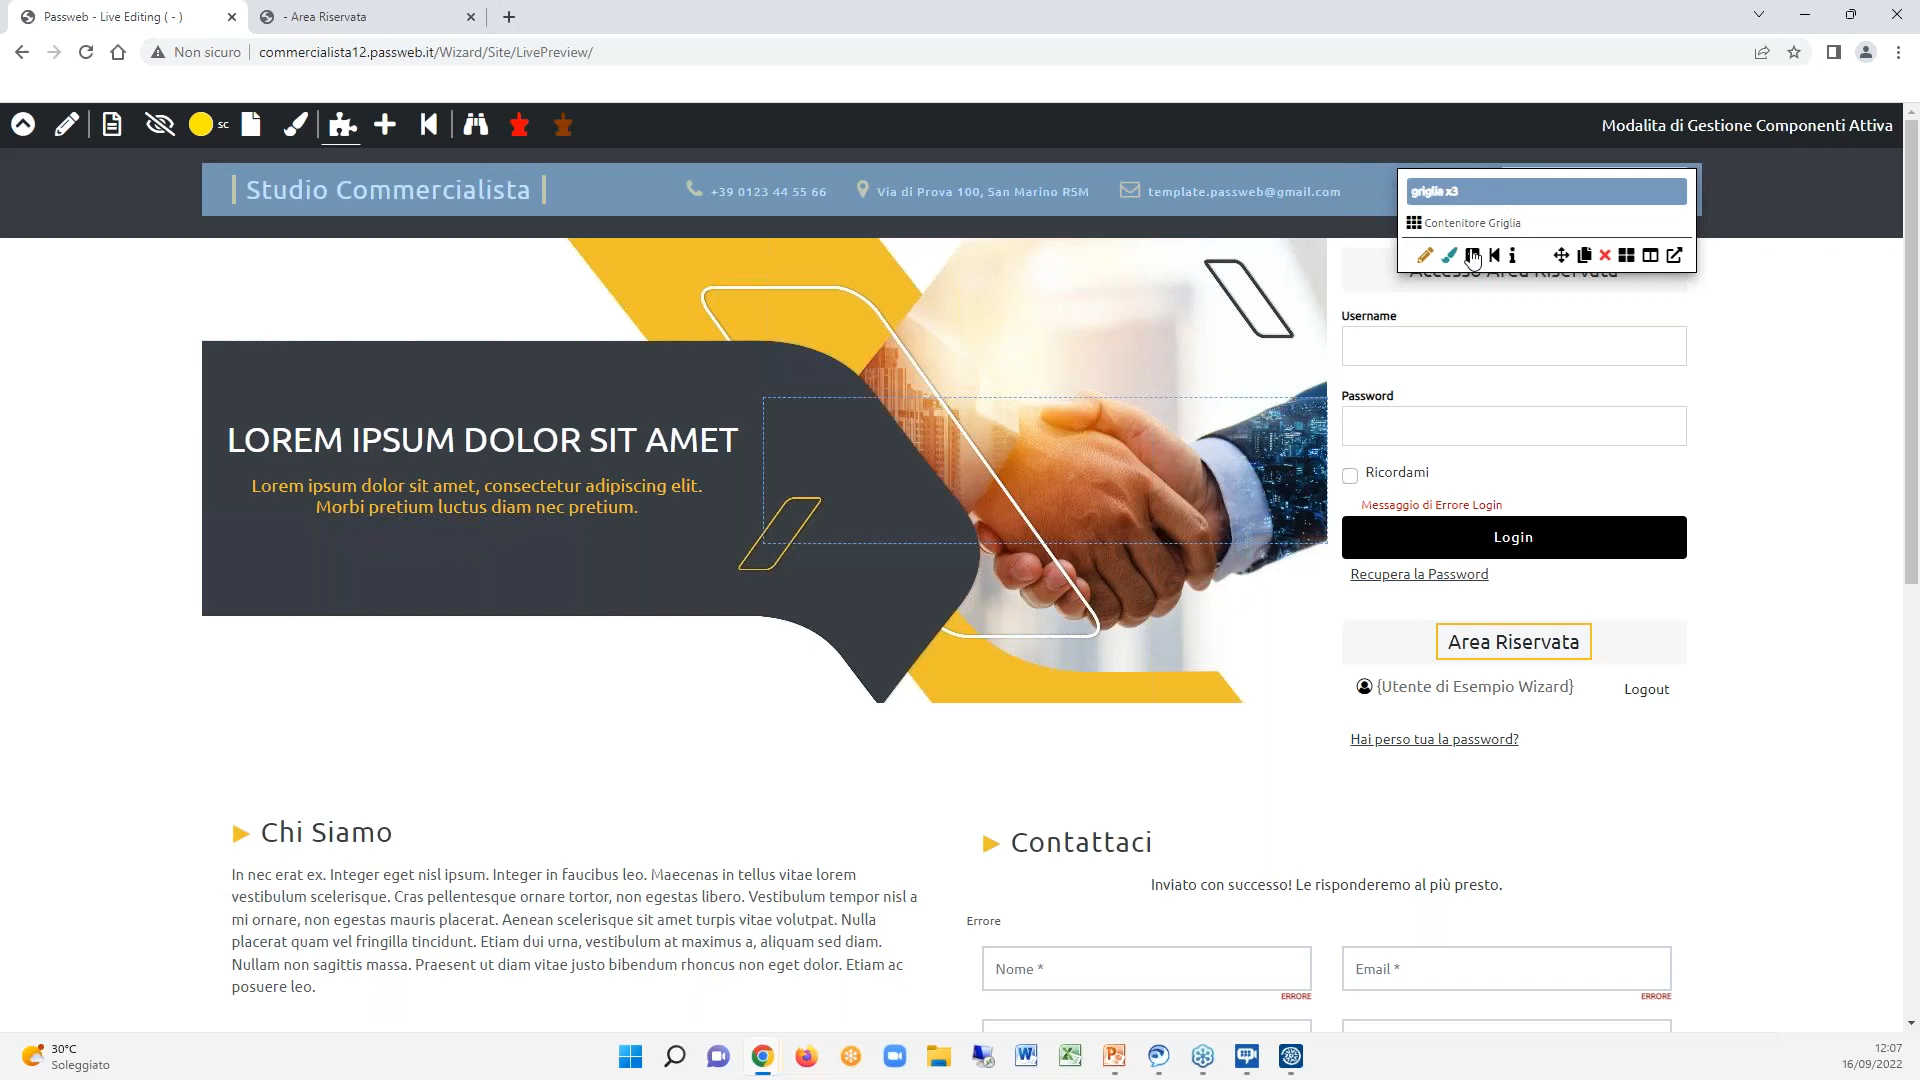 Passweb - Live Editing ( - )
- Area Riservata
Non sicuro
commercialista12.passweb.it/Wizard/Site/LivePreview/
sc
Modalita di Gestione Componenti Attiva
Studio Commercialista
+39 0123 44 55 66
Via di Prova 100, San Marino RSM
template.passweb@gmail.com
griglia x3
Contenitore Griglia
Accesso Area Riservata
Username
Password
Ricordami
Messaggio di Errore Login
Login
Recupera la Password
LOREM IPSUM DOLOR SIT AMET
Lorem ipsum dolor sit amet, consectetur adipiscing elit.
Morbi pretium luctus diam nec pretium.
Area Riservata
{Utente di Esempio Wizard}
Logout
Hai perso tua la password?
Chi Siamo
In nec erat ex. Integer eget nisl ipsum. Integer in faucibus leo. Maecenas in tellus vitae lorem
vestibulum scelerisque. Cras pellentesque ornare tortor, non egestas libero. Vestibulum tempor nisl a
mi ornare, non egestas mauris placerat. Aenean scelerisque sit amet turpis vitae volutpat. Nulla
placerat quam vel fringilla tincidunt. Etiam dui urna, vestibulum at maximus a, aliquam sed diam.
Nullam non sagittis massa. Praesent ut diam vitae justo bibendum rhoncus non eget dolor. Etiam ac
posuere leo.
Contattaci
Inviato con successo! Le risponderemo al più presto.
Errore
Nome *
Email *
ERRORE
ERRORE
30°C
Soleggiato
12:07
16/09/2022